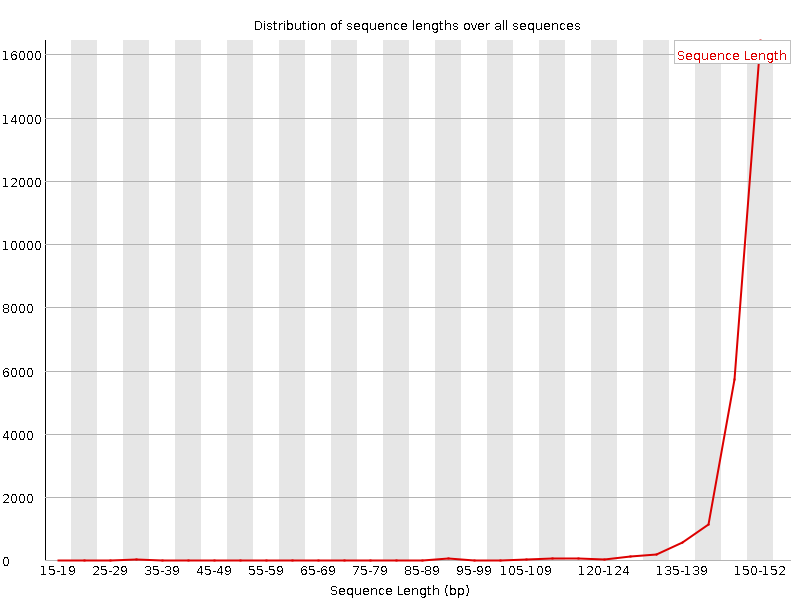 Distribution of sequence lengths over all sequences
Sequence Length
16000
14000
12000
10000
8000
6000
4000
2000
0
15-19 25-29 35-39 45-49 55-59 65-69 75-79 85-89 95-99 105-109 120-124 135-139 150-152
Sequence Length (bp)